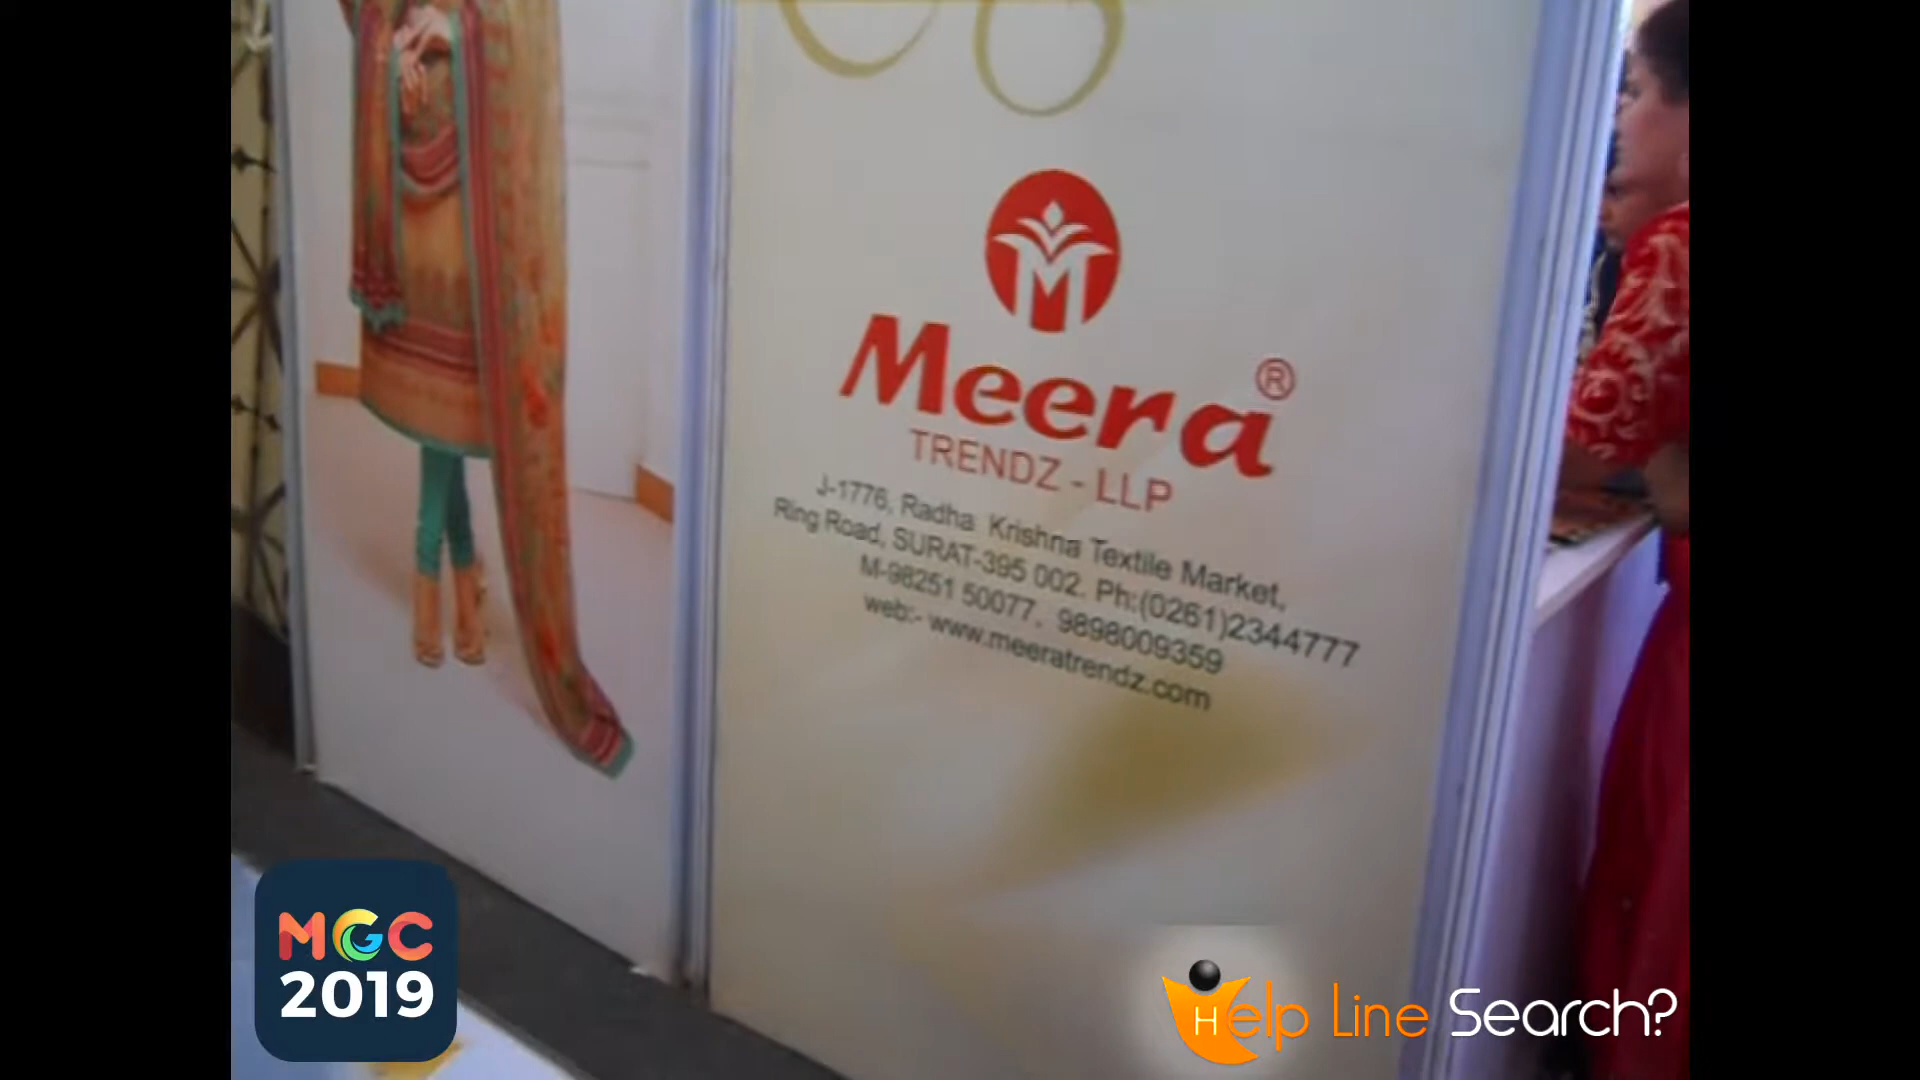 M
Meera®
TRENDZ - LLP
J-1776, Radha Krishna Textile Market,
Ring Road, SURAT-395 002. Ph:(0261)2344777
M-98251 50077. 9898009359
web:- www.meeratrendz.com
MGC
2019
Help Line Search?